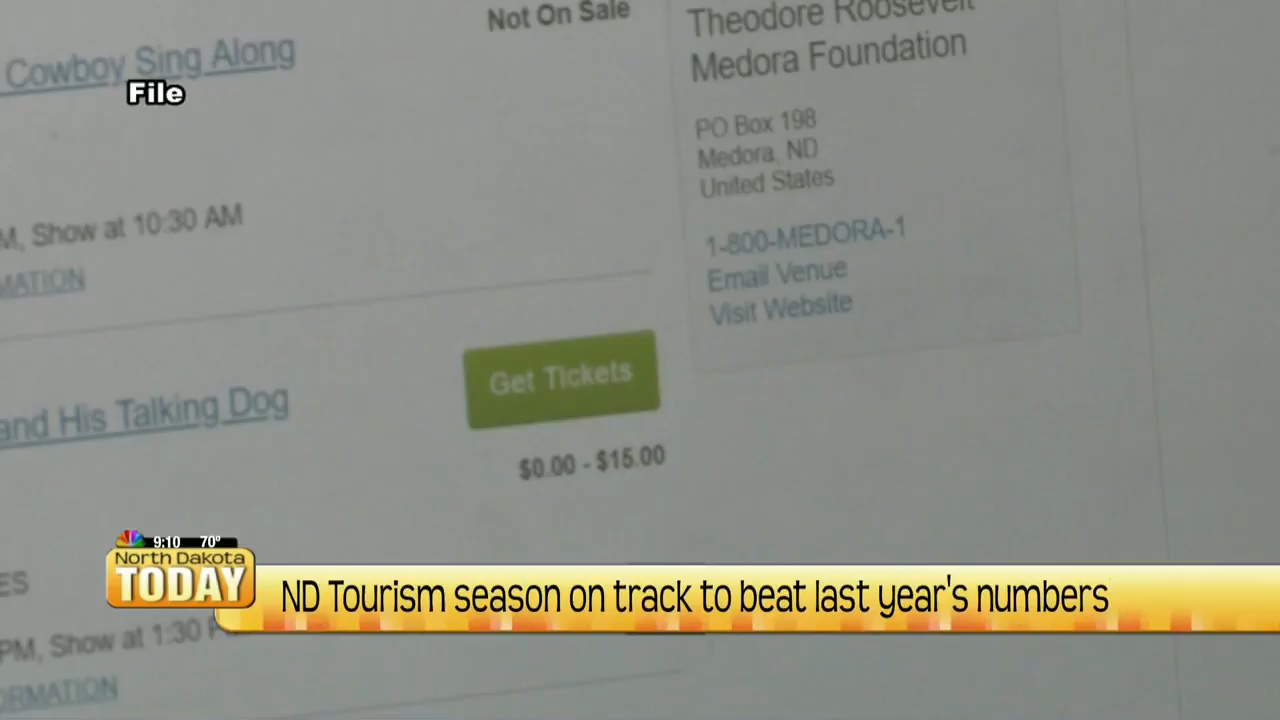 Not On Sale
Cowboy Sing Along
File
M, Show at 10:30 AM
MATION
Get Tickets
and His Talking Dog
$0.00 - $15.00
ES
PM, Show at 1:30 P
ORMATION
Theodore Roosevelt
Medora Foundation
PO Box 198
Medora, ND
United States
1-800-MEDORA-1
Email Venue
Visit Website
9:10 70°
North Dakota
TODAY
ND Tourism season on track to beat last year's numbers